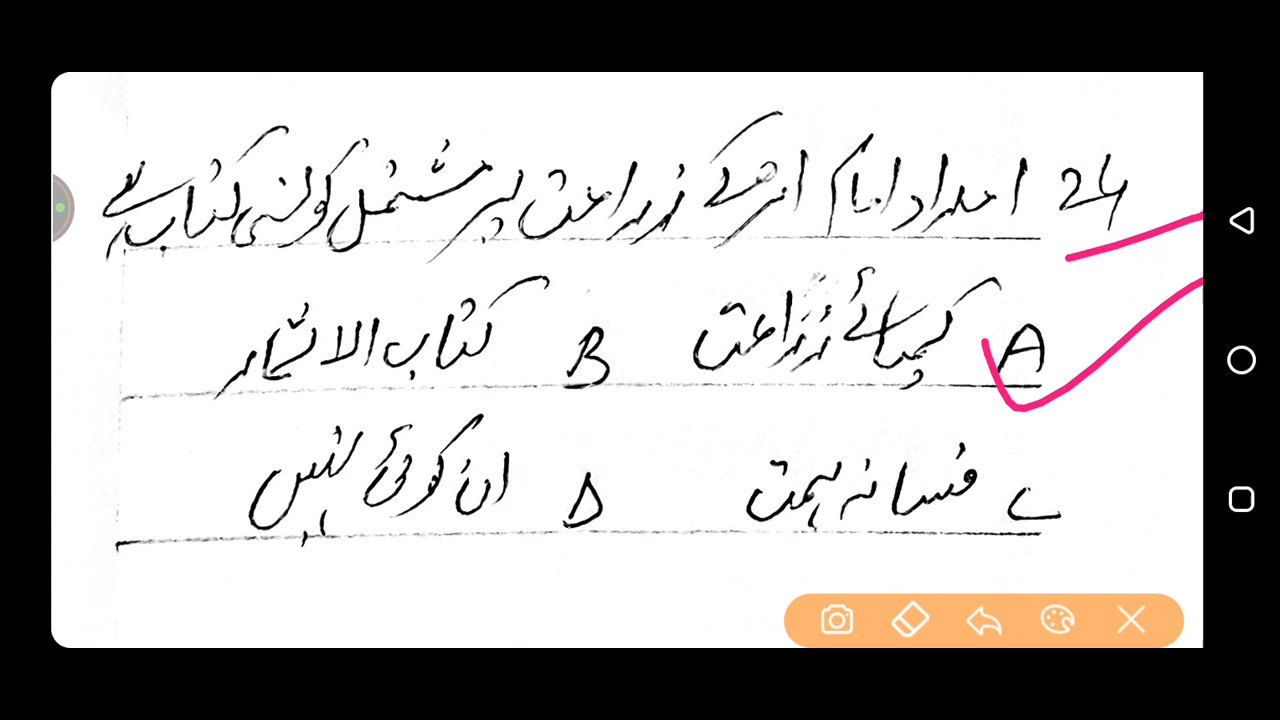 24 امداد امام اثر کے زراعت پر مشتمل کونسی کتاب ہے
A کیمیائے زراعت B کتاب الاثمار
C فسانہ ہمت D ان کوئی نہیں